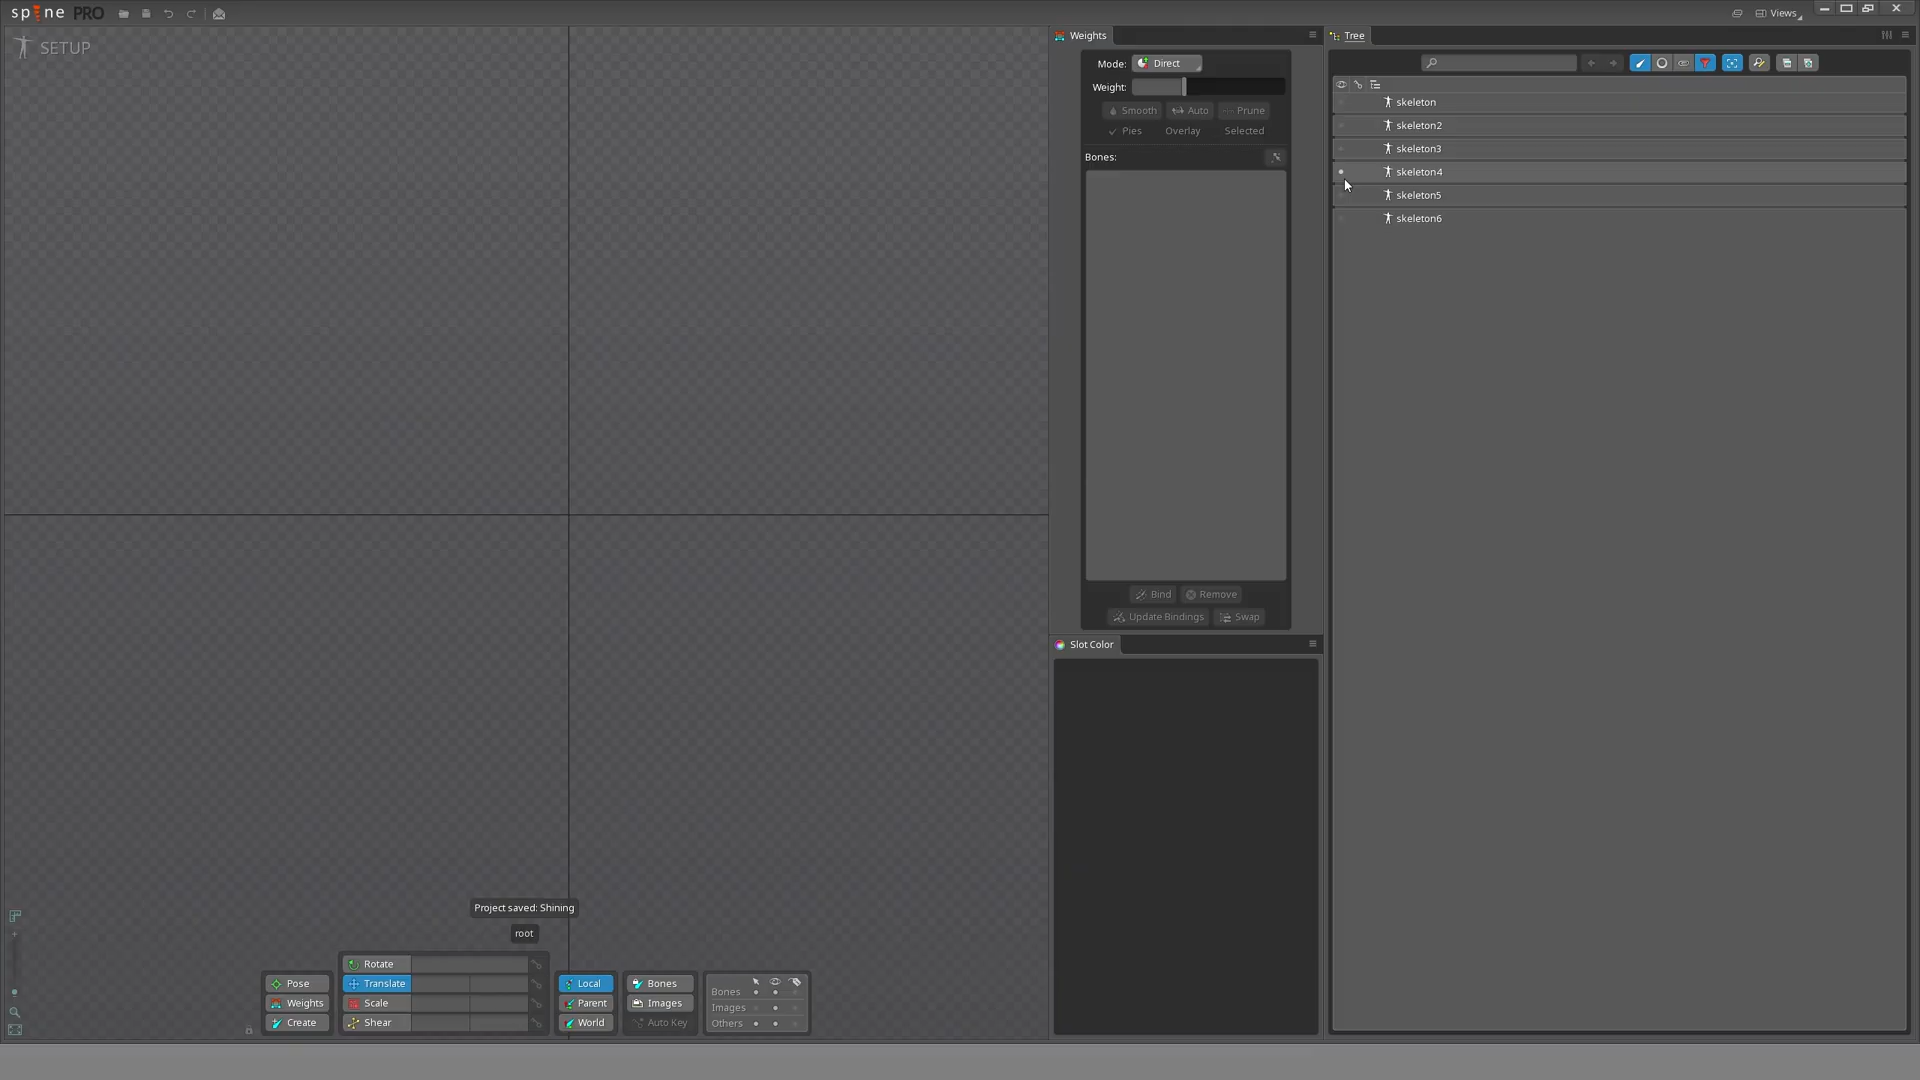 spine PRO
Views
SETUP
Weights
Mode: Direct
Weight:
Smooth Auto Prune
Pies Overlay Selected
Bones:
Bind Remove
Update Bindings Swap
Slot Color
Tree
skeleton
skeleton2
skeleton3
skeleton4
skeleton5
skeleton6
Project saved: Shining
root
Pose
Weights
Create
Rotate
Translate
Scale
Shear
Local
Parent
World
Bones
Images
Auto Key
Bones
Images
Others